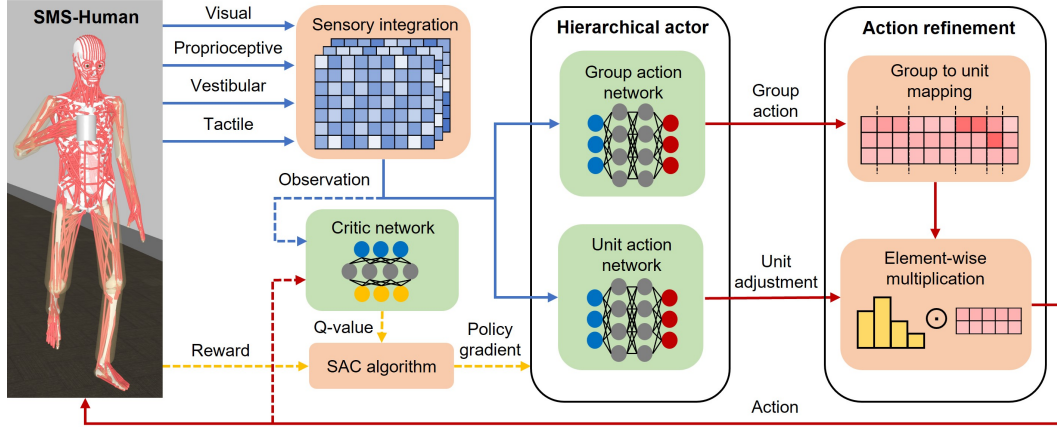 SMS-Human
Visual
Proprioceptive
Vestibular
Tactile
Sensory integration
Observation
Critic network
Q-value
Reward
SAC algorithm
Policy
gradient
Hierarchical actor
Group action
network
Unit action
network
Group
action
Unit
adjustment
Action refinement
Group to unit
mapping
Element-wise
multiplication
Action